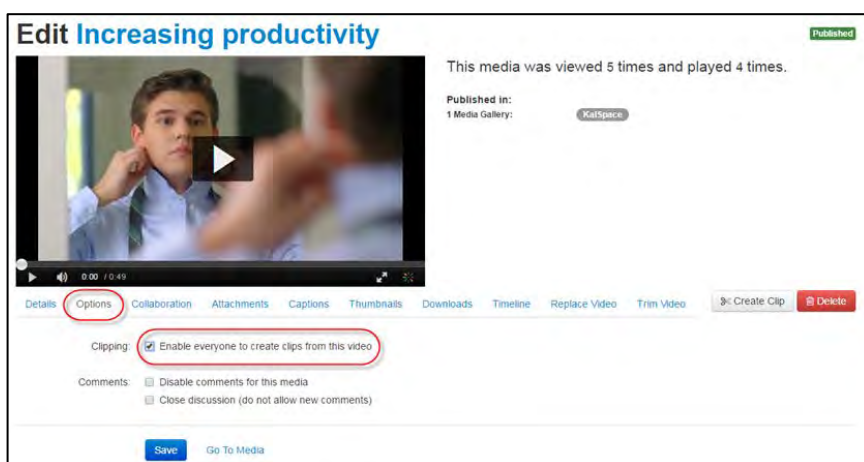 Edit Increasing productivity
Published
This media was viewed 5 times and played 4 times.
Published in:
1 Media Gallery: KalSpace
0:00 / 0:49
Details Options Collaboration Attachments Captions Thumbnails Downloads Timeline Replace Video Trim Video Create Clip Delete
Clipping: Enable everyone to create clips from this video
Comments: Disable comments for this media
Close discussion (do not allow new comments)
Save Go To Media